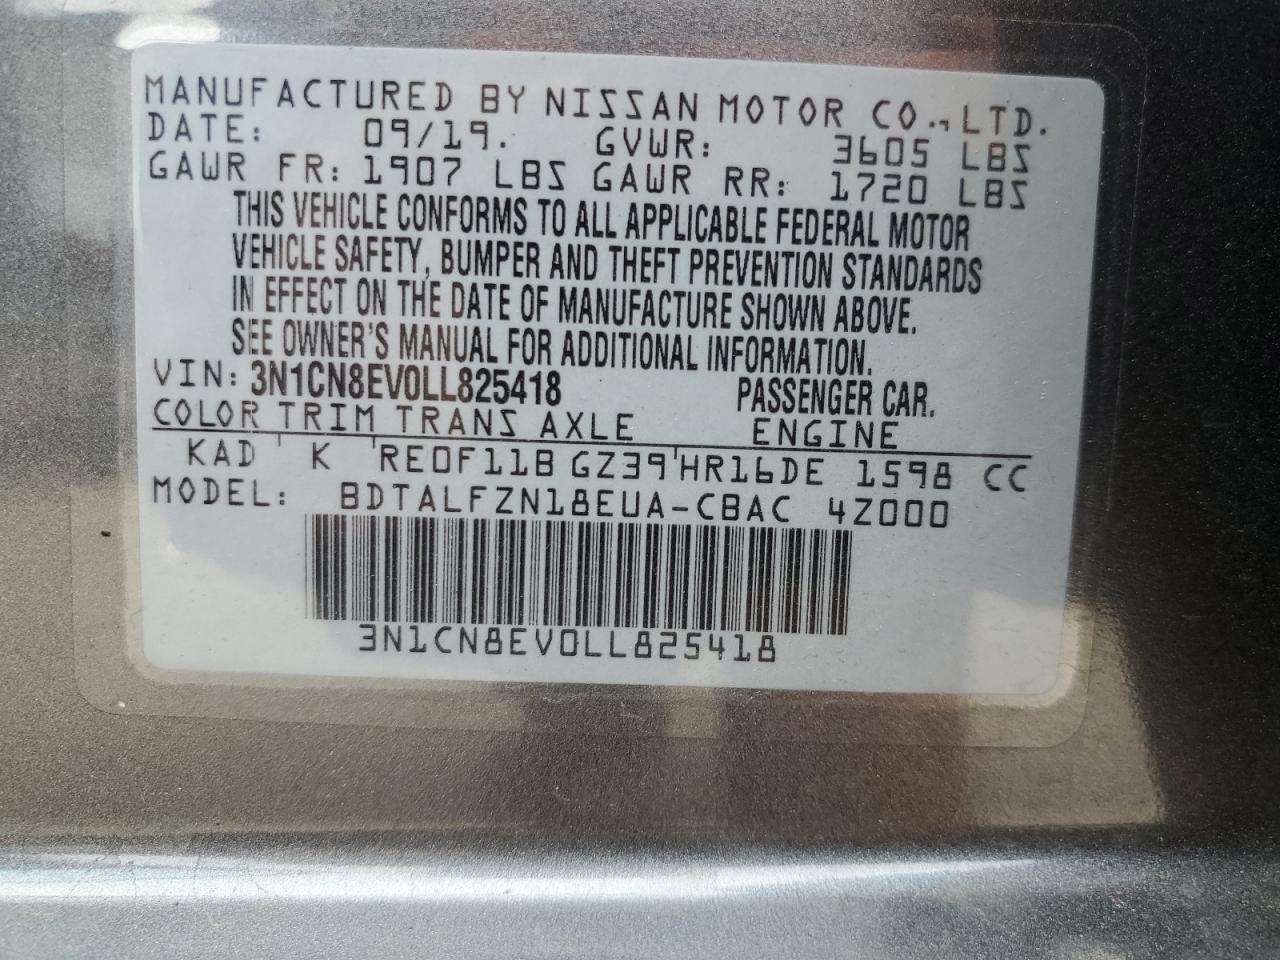 MANUFACTURED BY NISSAN MOTOR CO., LTD.
DATE: 09/19. GVWR: 3605 LBS
GAWR FR: 1907 LBS GAWR RR: 1720 LBS
THIS VEHICLE CONFORMS TO ALL APPLICABLE FEDERAL MOTOR
VEHICLE SAFETY, BUMPER AND THEFT PREVENTION STANDARDS
IN EFFECT ON THE DATE OF MANUFACTURE SHOWN ABOVE.
SEE OWNER'S MANUAL FOR ADDITIONAL INFORMATION.
VIN: 3N1CN8EV0LL825418 PASSENGER CAR.
COLOR TRIM TRANS AXLE ENGINE
KAD K RE0F11B GZ39 HR16DE 1598 CC
MODEL: BDTALFZN18EUA-CBAC 4Z000
3N1CN8EV0LL825418